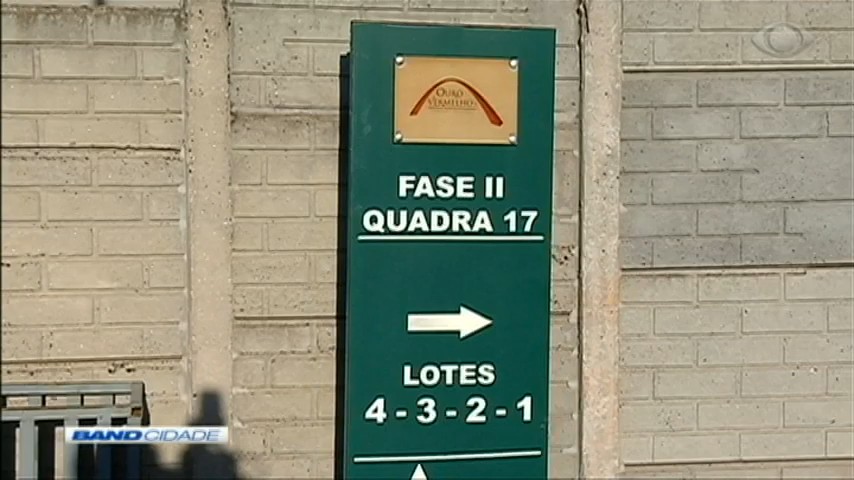 OURO
VERMELHO
FASE II
QUADRA 17
LOTES
4 - 3 - 2 - 1
BAND CIDADE